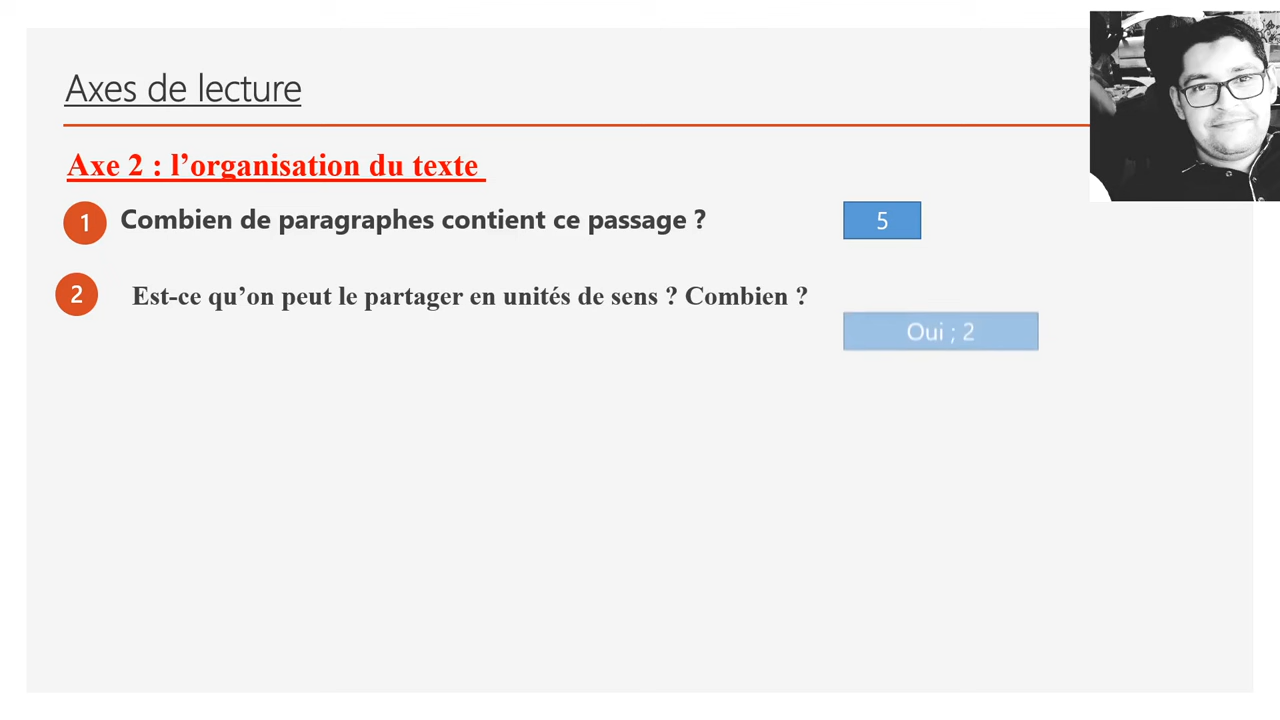 Axes de lecture
Axe 2 : l’organisation du texte
1 Combien de paragraphes contient ce passage ? 5
2 Est-ce qu’on peut le partager en unités de sens ? Combien ?
Oui ; 2